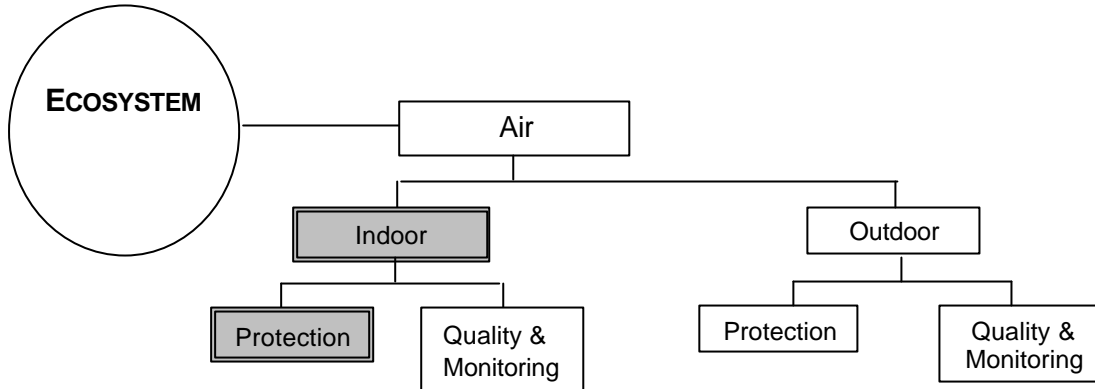 ECOSYSTEM
Air
Indoor
Outdoor
Protection
Quality &
Monitoring
Protection
Quality &
Monitoring